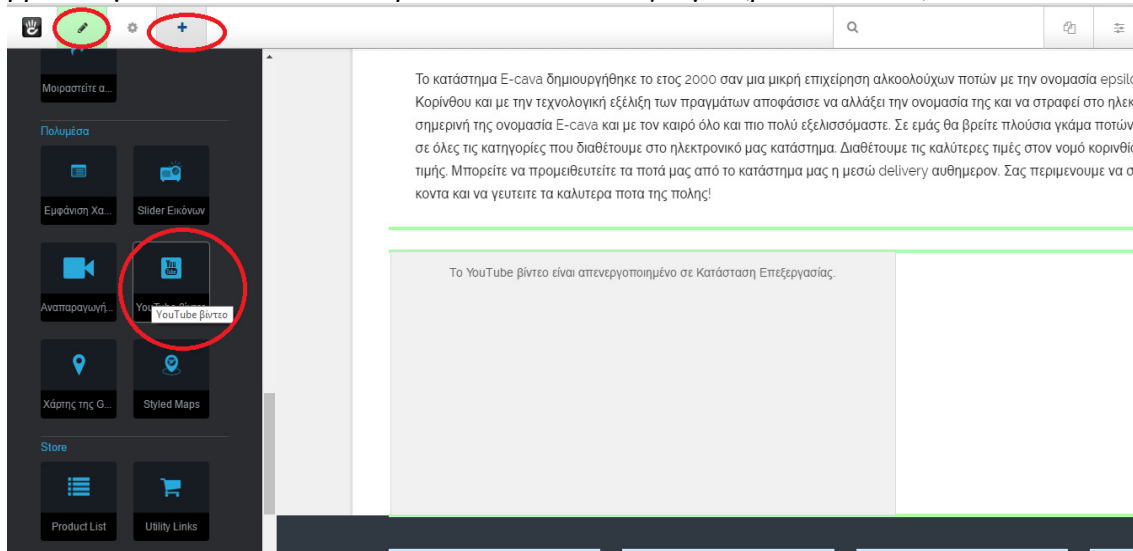 Μοιραστείτε α...
Πολυμέσα
Εμφάνιση Χα...
Slider Εικόνων
Αναπαραγωγή...
YouTube βίντεο
YouTube βίντεο
Χάρτης της G...
Styled Maps
Store
Product List
Utility Links
Το κατάστημα E-cava δημιουργήθηκε το ετος 2000 σαν μια μικρή επιχείρηση αλκοολούχων ποτών με την ονομασία epsilo
Κορίνθου και με την τεχνολογική εξέλιξη των πραγμάτων αποφάσισε να αλλάξει την ονομασία της και να στραφεί στο ηλεκ
σημερινή της ονομασία E-cava και με τον καιρό όλο και πιο πολύ εξελισσόμαστε. Σε εμάς θα βρείτε πλούσια γκάμα ποτών
σε όλες τις κατηγορίες που διαθέτουμε στο ηλεκτρονικό μας κατάστημα. Διαθέτουμε τις καλύτερες τιμές στον νομό κορινθία
τιμής. Μπορείτε να προμειθευτείτε τα ποτά μας από το κατάστημα μας η μεσώ delivery αυθημερον. Σας περιμενουμε να σ
κοντα και να γευτειτε τα καλυτερα ποτα της πολης!
Το YouTube βίντεο είναι απενεργοποιημένο σε Κατάσταση Επεξεργασίας.